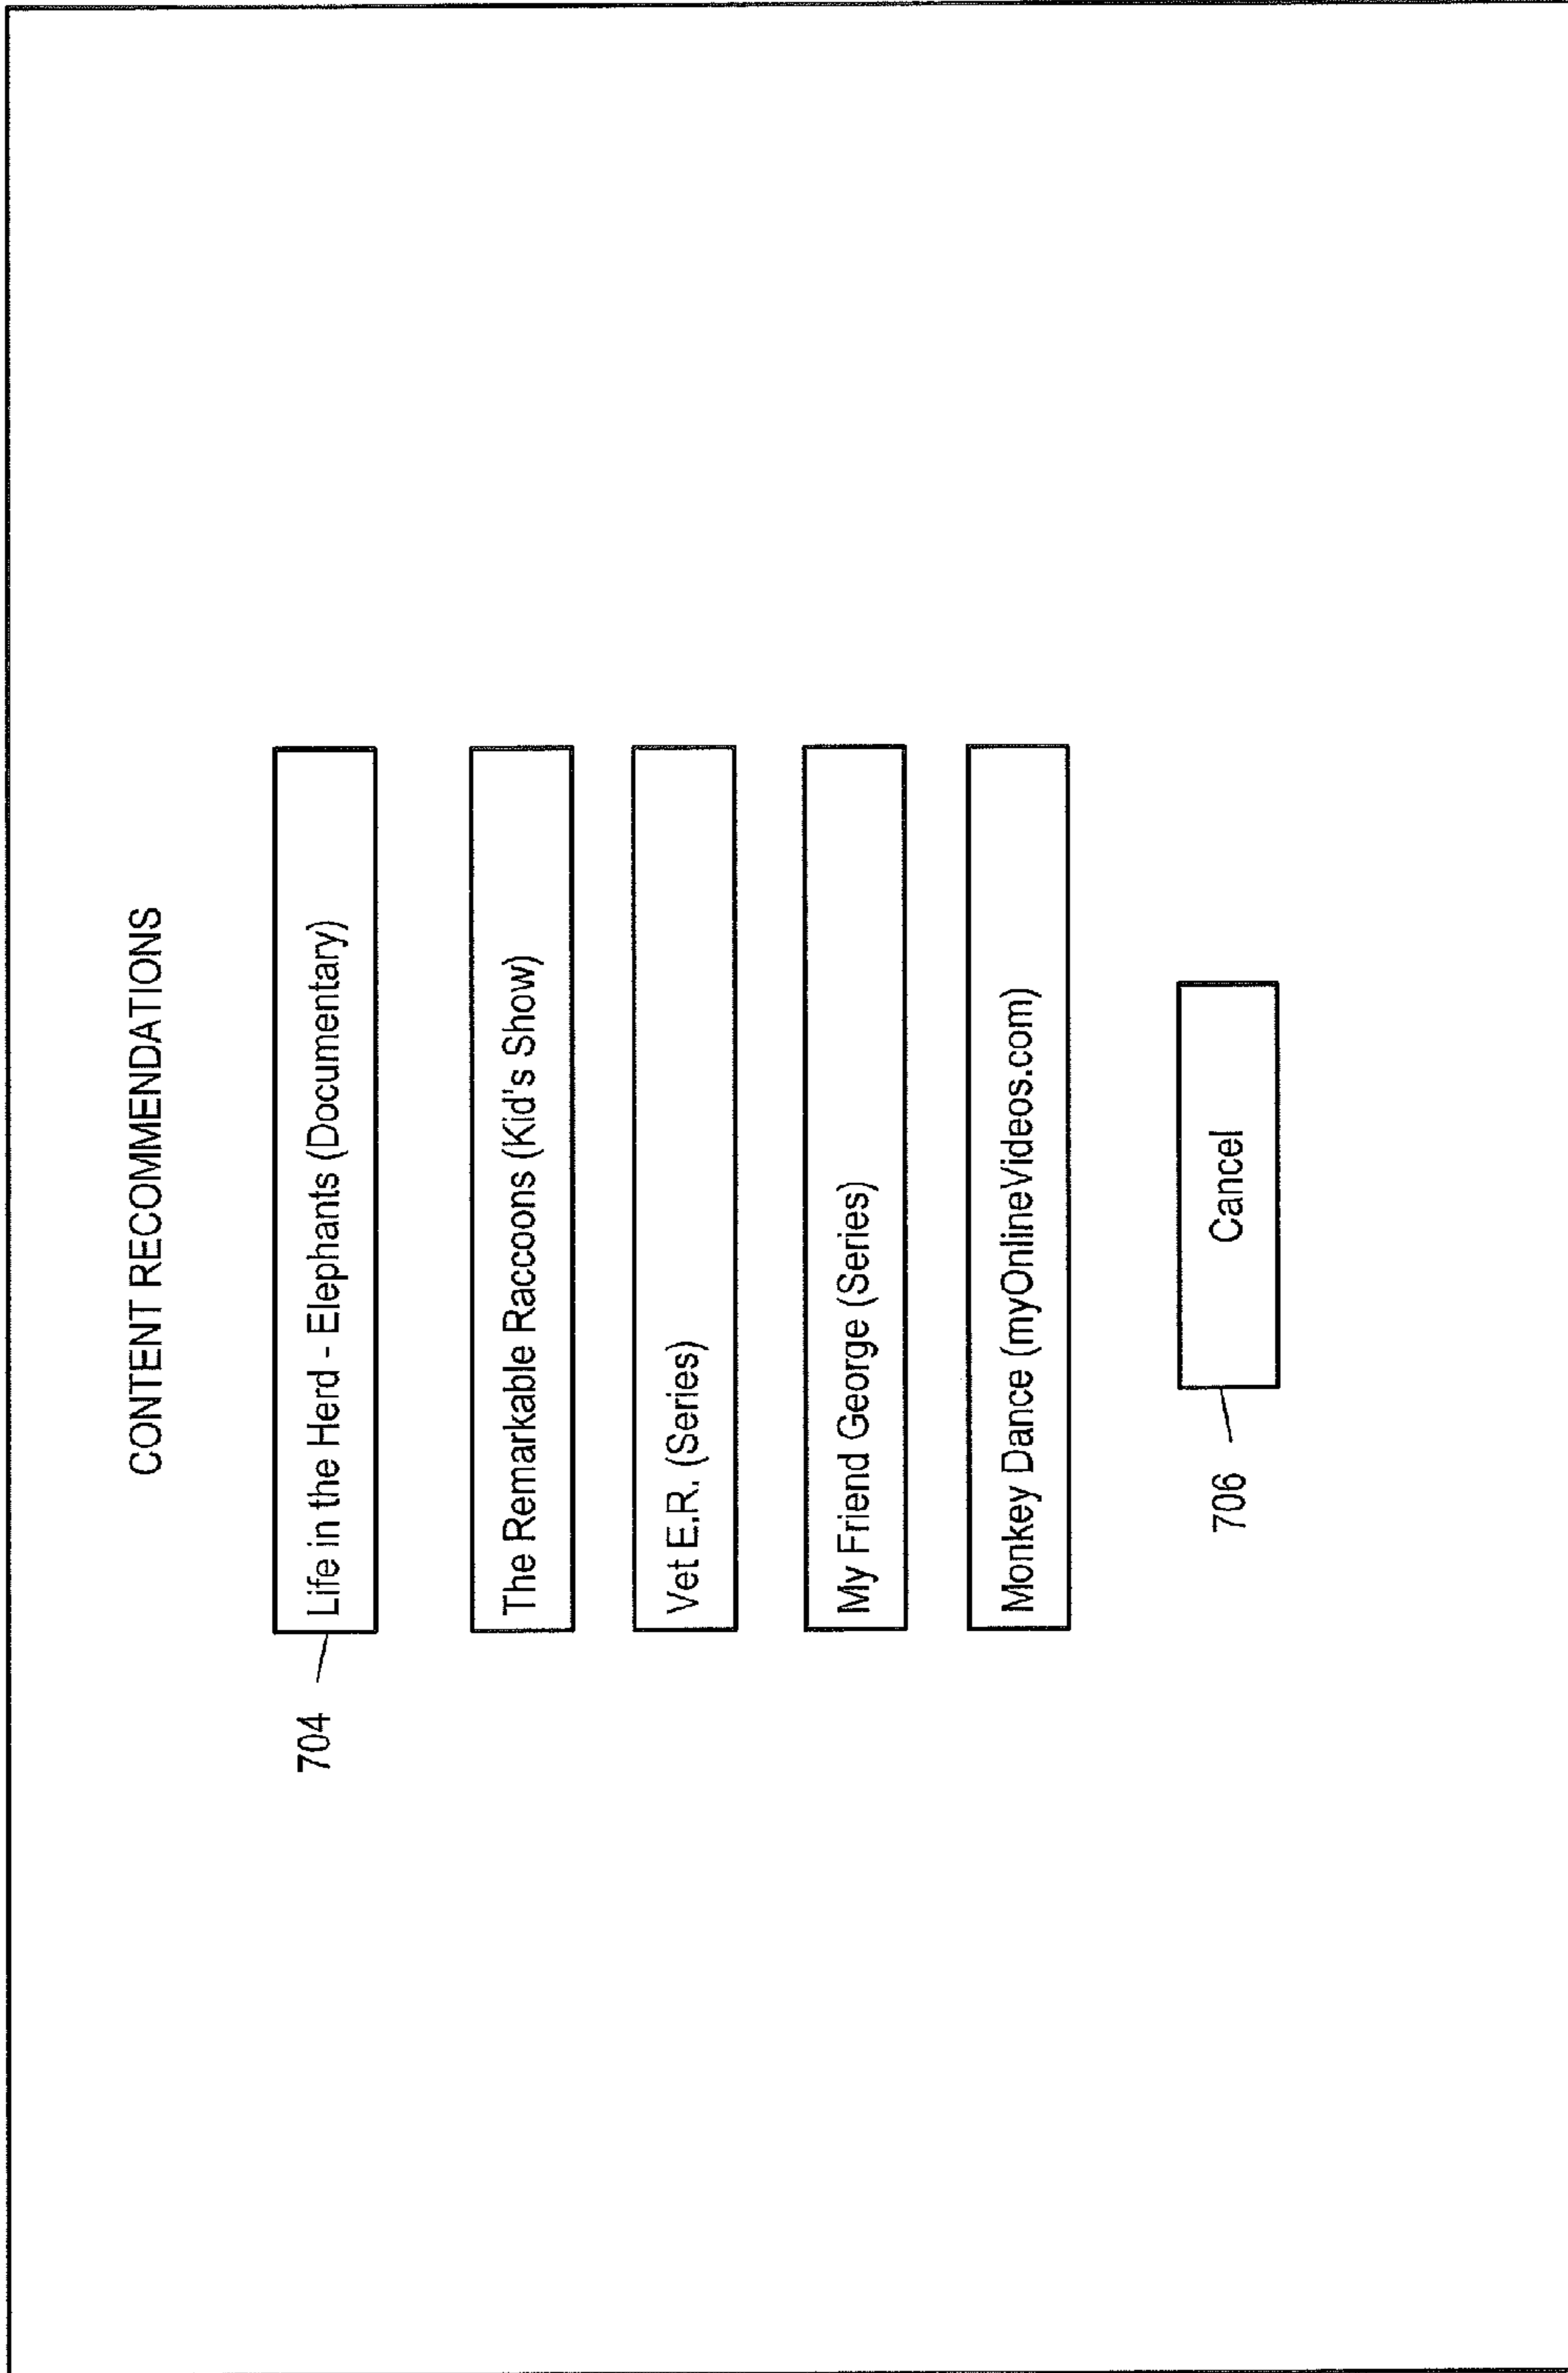 CONTENT RECOMMENDATIONS
704
Life in the Herd - Elephants (Documentary)
The Remarkable Raccoons (Kid's Show)
Vet E.R. (Series)
My Friend George (Series)
Monkey Dance (myOnlineVideos.com)
706
Cancel